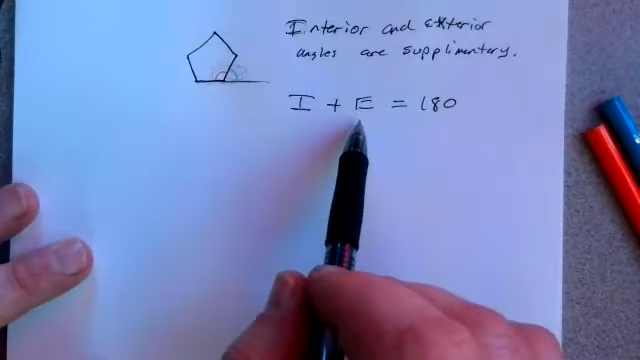 Interior and exterior
angles are supplimentary.
I + E = 180